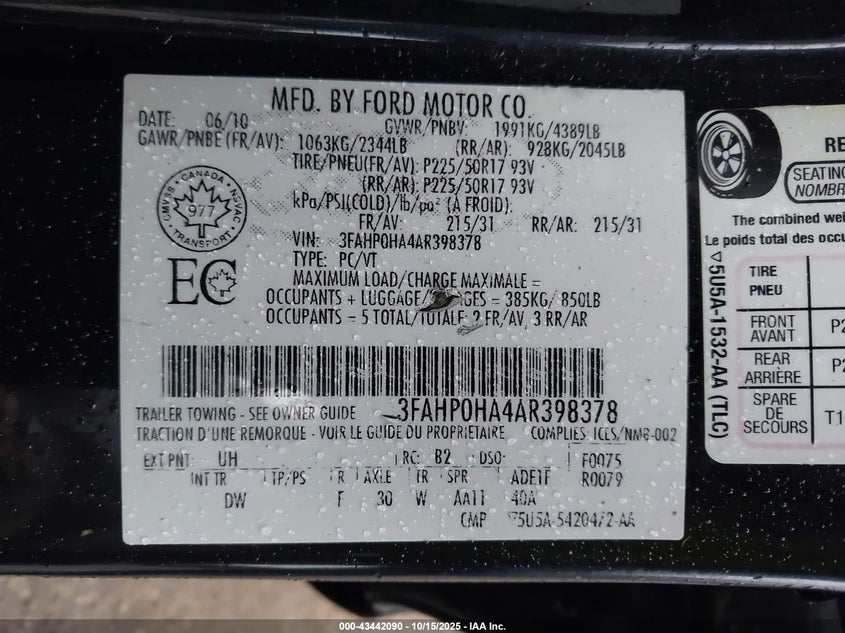 MFD. BY FORD MOTOR CO.
DATE: 06/10 GVWR/PNBV: 1991KG/4389LB
GAWR/PNBE (FR/AV): 1063KG/2344LB (RR/AR): 928KG/2045LB
TIRE/PNEU(FR/AV): P225/50R17 93V
(RR/AR): P225/50R17 93V
kPa/PSI(COLD)/lb/po² (À FROID):
FR/AV: 215/31 RR/AR: 215/31
VIN: 3FAHP0HA4AR398378
TYPE: PC/VT
MAXIMUM LOAD/CHARGE MAXIMALE =
OCCUPANTS + LUGGAGE/ = 385KG/ 850LB
OCCUPANTS = 5 TOTAL/TOTALE: 2 FR/AV, 3 RR/AR
CANADA
NSVAC
TRANSPORT
SBVAC
977
EC
3FAHP0HA4AR398378
TRAILER TOWING - SEE OWNER GUIDE
TRACTION D'UNE REMORQUE - VOIR LE GUIDE DU PROPRIETAIRE COMPLIES: ICES/NMB-002
EXT PNT: UH RC: B2 DSO: F0075
INT TR TP/PS R AXLE TR SPR ADE1F R0079
DW F 30 W AA11 40A
CMP 5U5A-5420472-AA
SEATING
NOMBR
The combined wei
Le poids total des occu
TIRE
PNEU
FRONT
AVANT
REAR
ARRIÈRE
SPARE
DE
SECOURS
5U5A-1532-AA (TLC)
000-43442090 - 10/15/2025 - © IAA Inc.